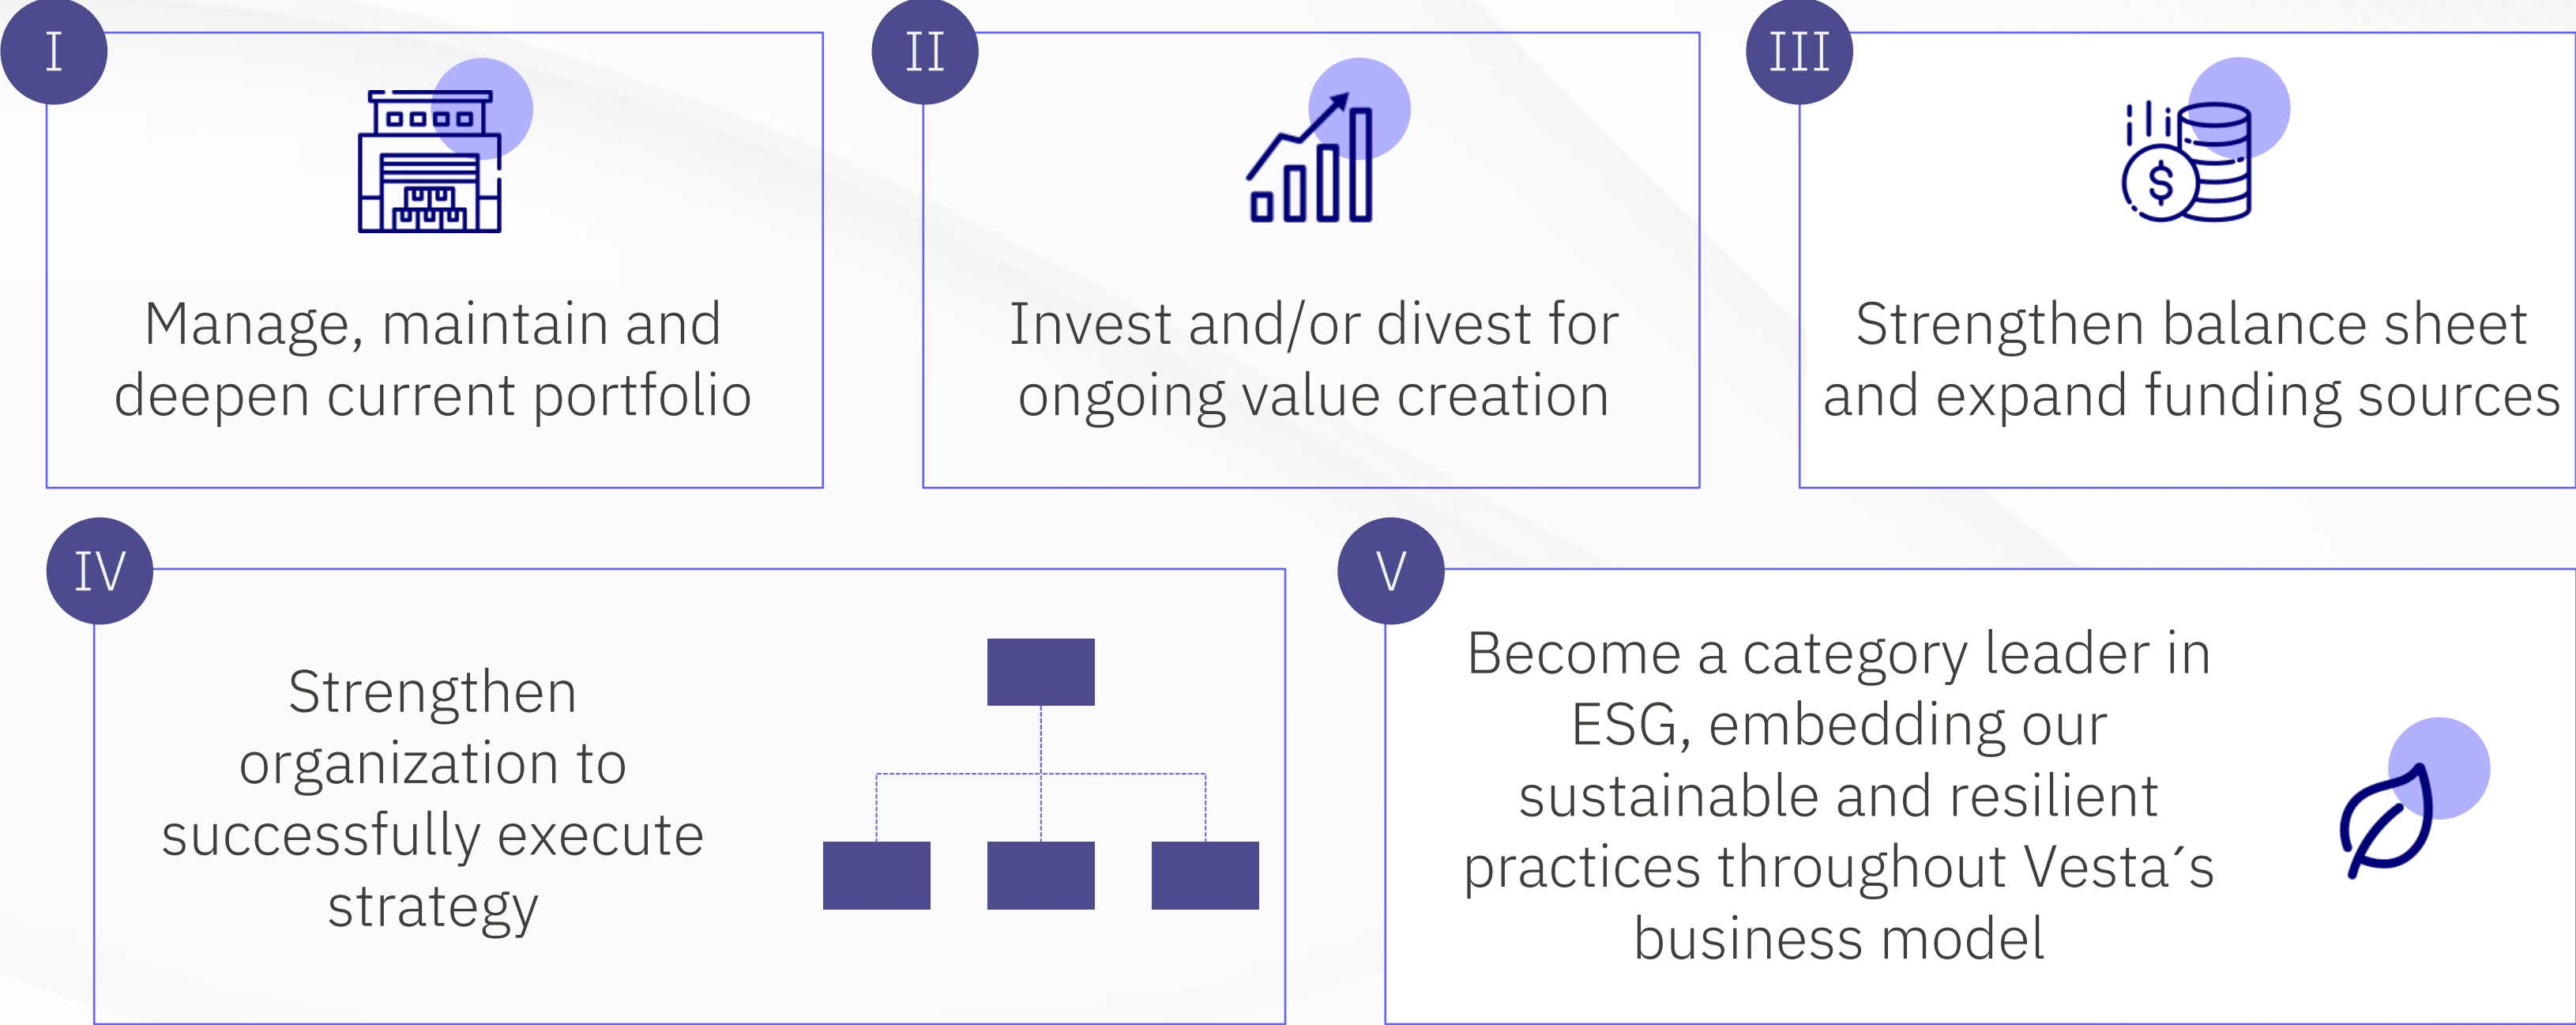 I
Manage, maintain and
deepen current portfolio
II
Invest and/or divest for
ongoing value creation
III
Strengthen balance sheet
and expand funding sources
IV
Strengthen
organization to
successfully execute
strategy
V
Become a category leader in
ESG, embedding our
sustainable and resilient
practices throughout Vesta´s
business model